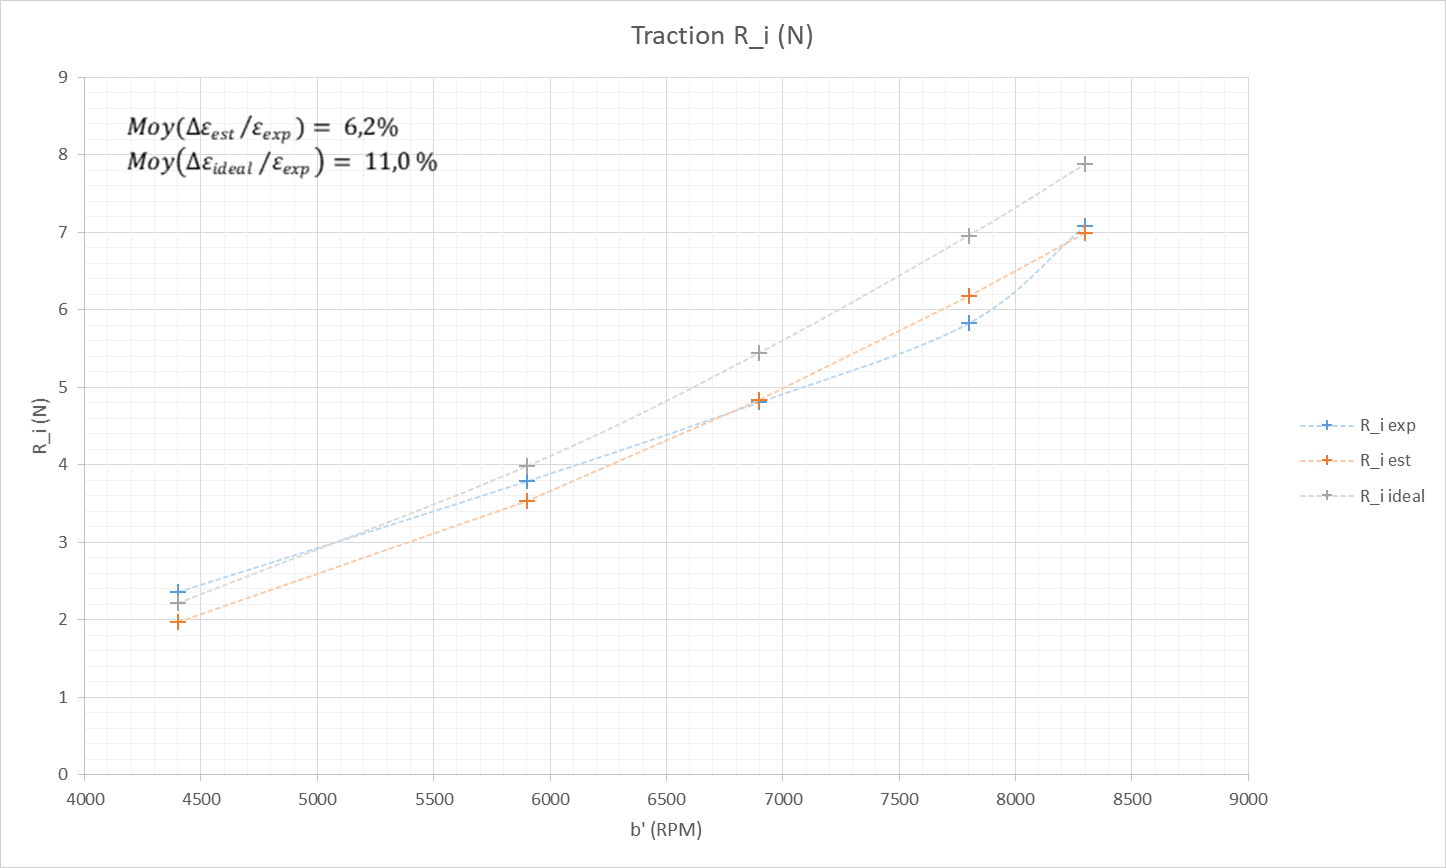 Traction R_i (N)
Moy(Δε_est/ε_exp) = 6,2%
Moy(Δε_ideal/ε_exp) = 11,0 %
9
8
7
6
5
4
3
2
1
0
R_i (N)
4000 4500 5000 5500 6000 6500 7000 7500 8000 8500 9000
b' (RPM)
R_i exp
R_i est
R_i ideal